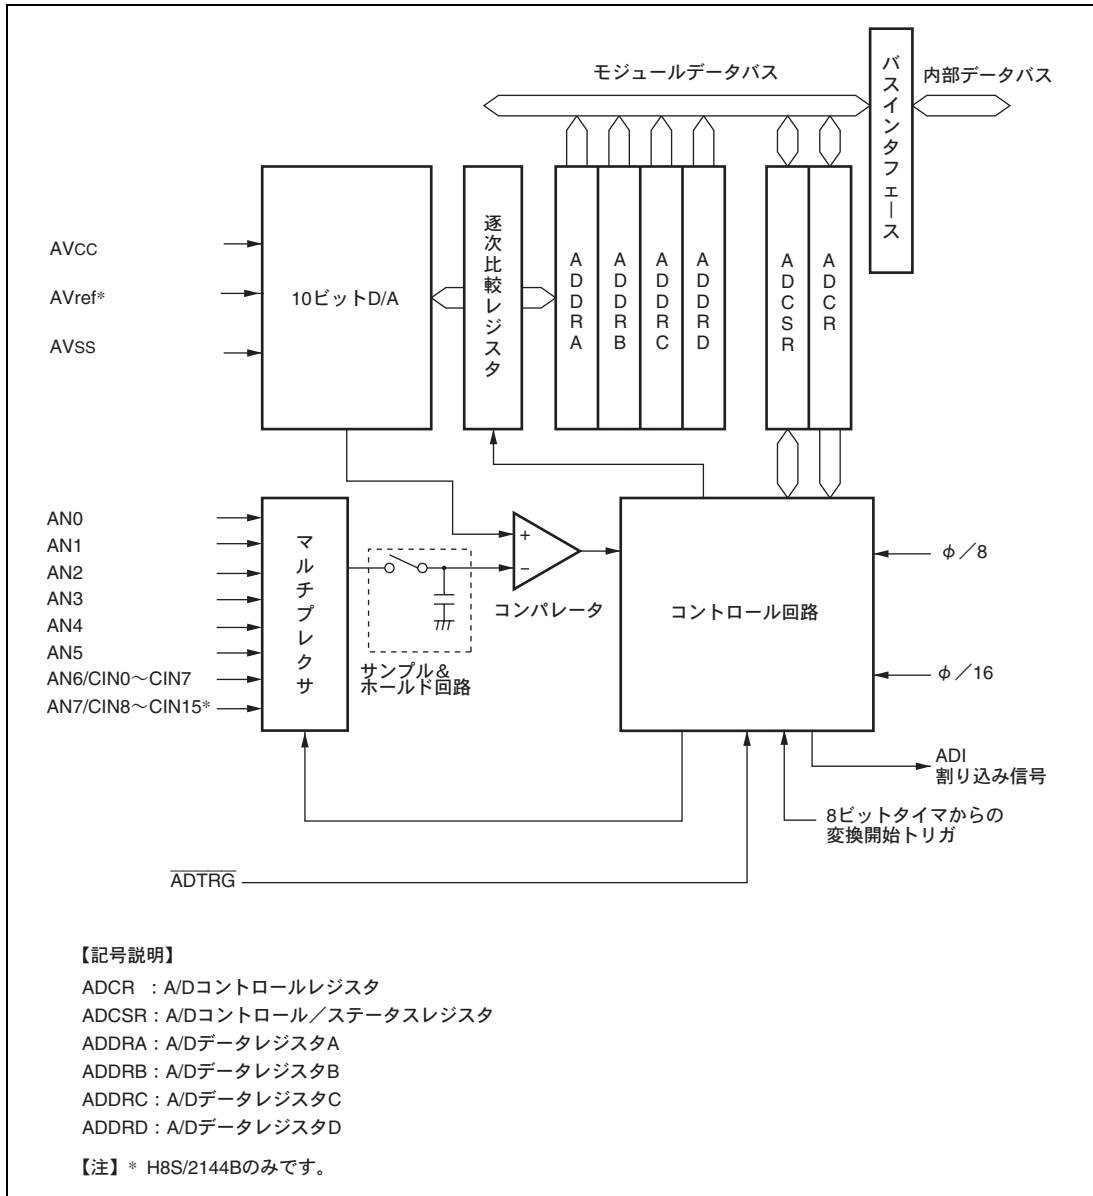 モジュールデータバス
バスインタフェース
内部データバス
AVCC
AVref*
AVSS
10ビットD/A
逐次比較レジスタ
ADDRA
ADDRB
ADDRC
ADDRD
ADCSR
ADCR
AN0
AN1
AN2
AN3
AN4
AN5
AN6/CIN0～CIN7
AN7/CIN8～CIN15*
マルチプレクサ
サンプル＆
ホールド回路
+
−
コンパレータ
コントロール回路
φ／8
φ／16
ADI
割り込み信号
8ビットタイマからの
変換開始トリガ
ADTRG
【記号説明】
ADCR ：A/Dコントロールレジスタ
ADCSR：A/Dコントロール／ステータスレジスタ
ADDRA：A/DデータレジスタA
ADDRB：A/DデータレジスタB
ADDRC：A/DデータレジスタC
ADDRD：A/DデータレジスタD
【注】* H8S/2144Bのみです。